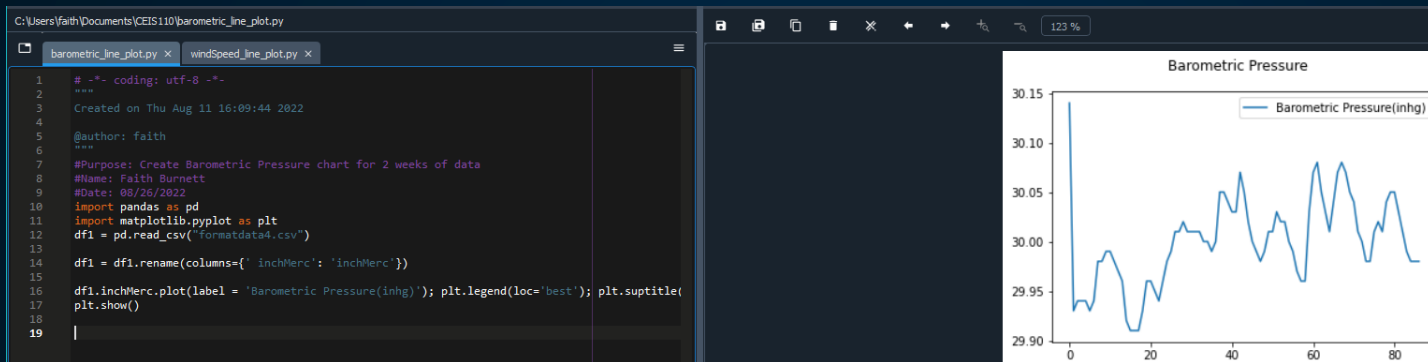 C:\Users\faith\Documents\CEIS110\barometric_line_plot.py
barometric_line_plot.py
windSpeed_line_plot.py
1 # -*- coding: utf-8 -*-
2 """
3 Created on Thu Aug 11 16:09:44 2022
4
5 @author: faith
6 """
7 #Purpose: Create Barometric Pressure chart for 2 weeks of data
8 #Name: Faith Burnett
9 #Date: 08/26/2022
10 import pandas as pd
11 import matplotlib.pyplot as plt
12 df1 = pd.read_csv("formatdata4.csv")
13
14 df1 = df1.rename(columns={' inchMerc': 'inchMerc'})
15
16 df1.inchMerc.plot(label = 'Barometric Pressure(inhg)'); plt.legend(loc='best'); plt.suptitle(
17 plt.show()
18
19
123 %
Barometric Pressure
Barometric Pressure(inhg)
30.15
30.10
30.05
30.00
29.95
29.90
0 20 40 60 80